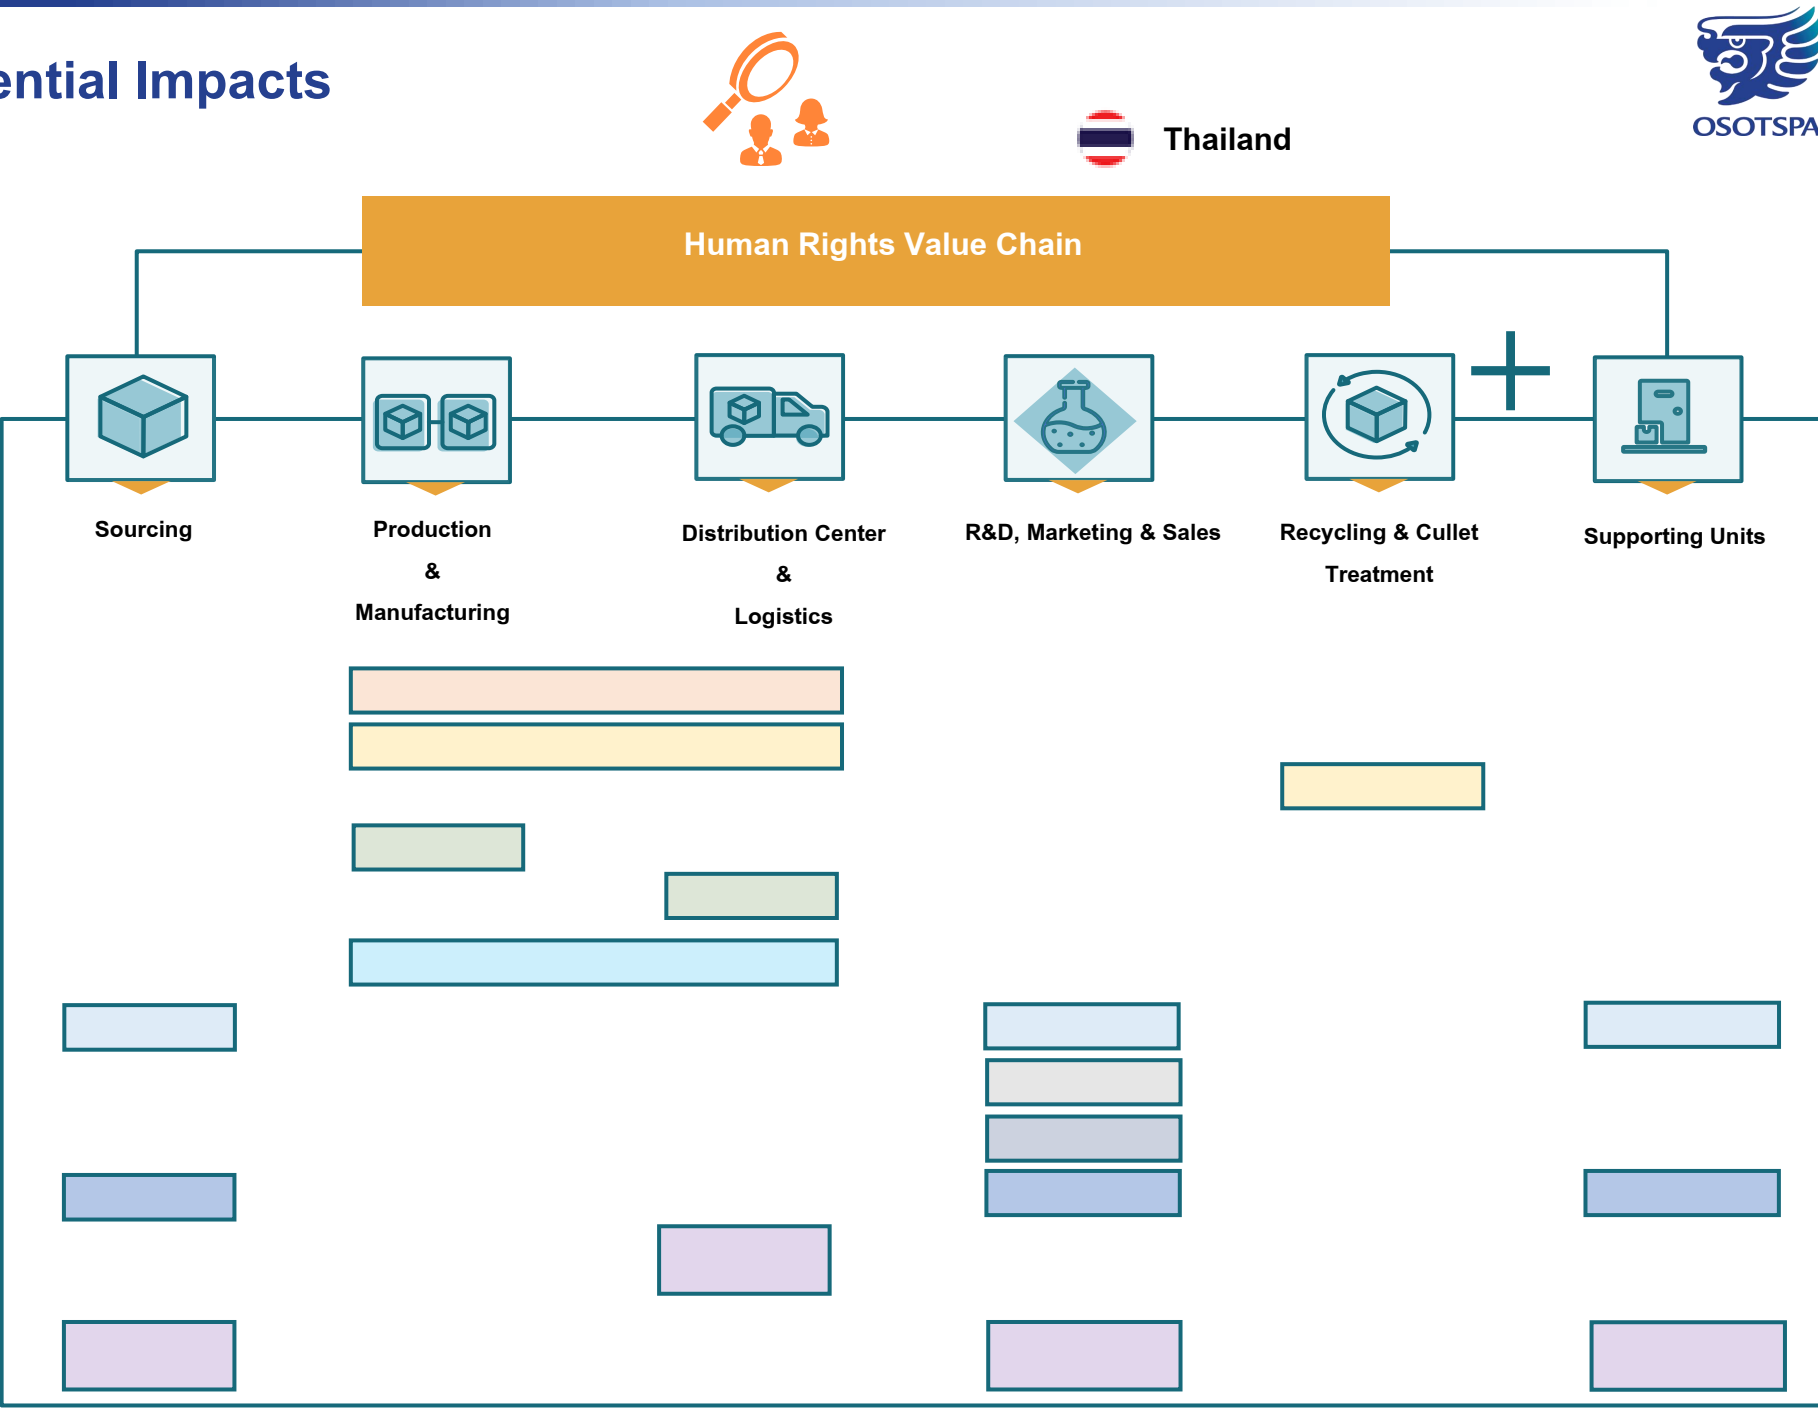 ential Impacts
OSOTSPA
Thailand
Human Rights Value Chain
Sourcing
Production
&
Manufacturing
Distribution Center
&
Logistics
R&D, Marketing & Sales
Recycling & Cullet
Treatment
Supporting Units